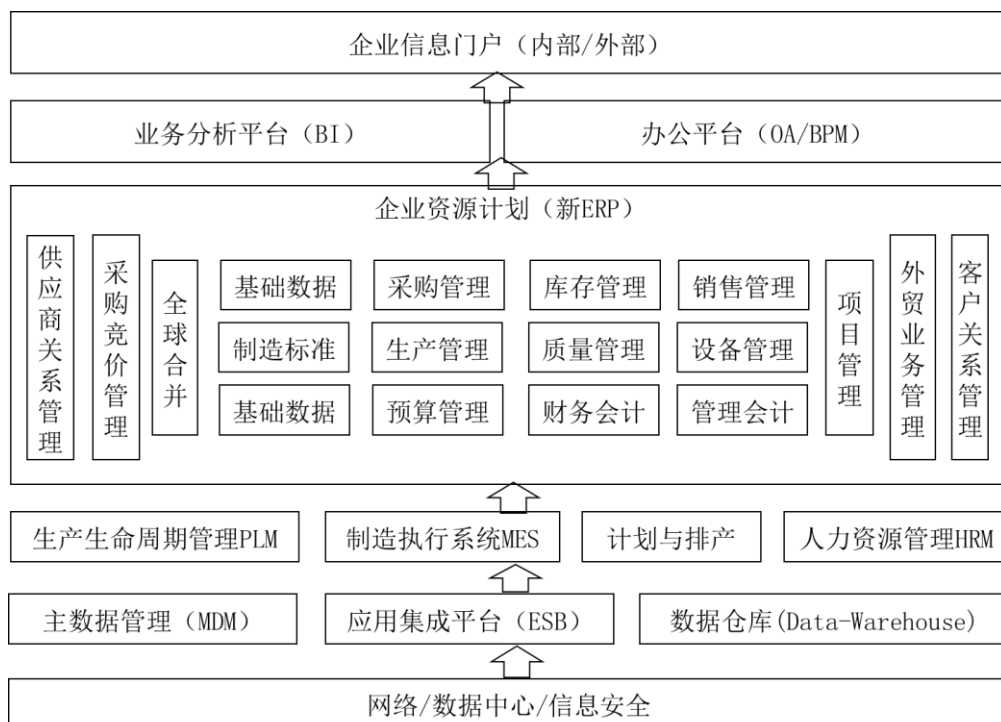 企业信息门户（内部/外部）
业务分析平台（BI）
办公平台（OA/BPM）
企业资源计划（新ERP）
供应商关系管理
采购竞价管理
全球合并
基础数据
采购管理
库存管理
销售管理
制造标准
生产管理
质量管理
设备管理
基础数据
预算管理
财务会计
管理会计
项目管理
外贸业务管理
客户关系管理
生产生命周期管理PLM
制造执行系统MES
计划与排产
人力资源管理HRM
主数据管理（MDM）
应用集成平台（ESB）
数据仓库(Data-Warehouse)
网络/数据中心/信息安全